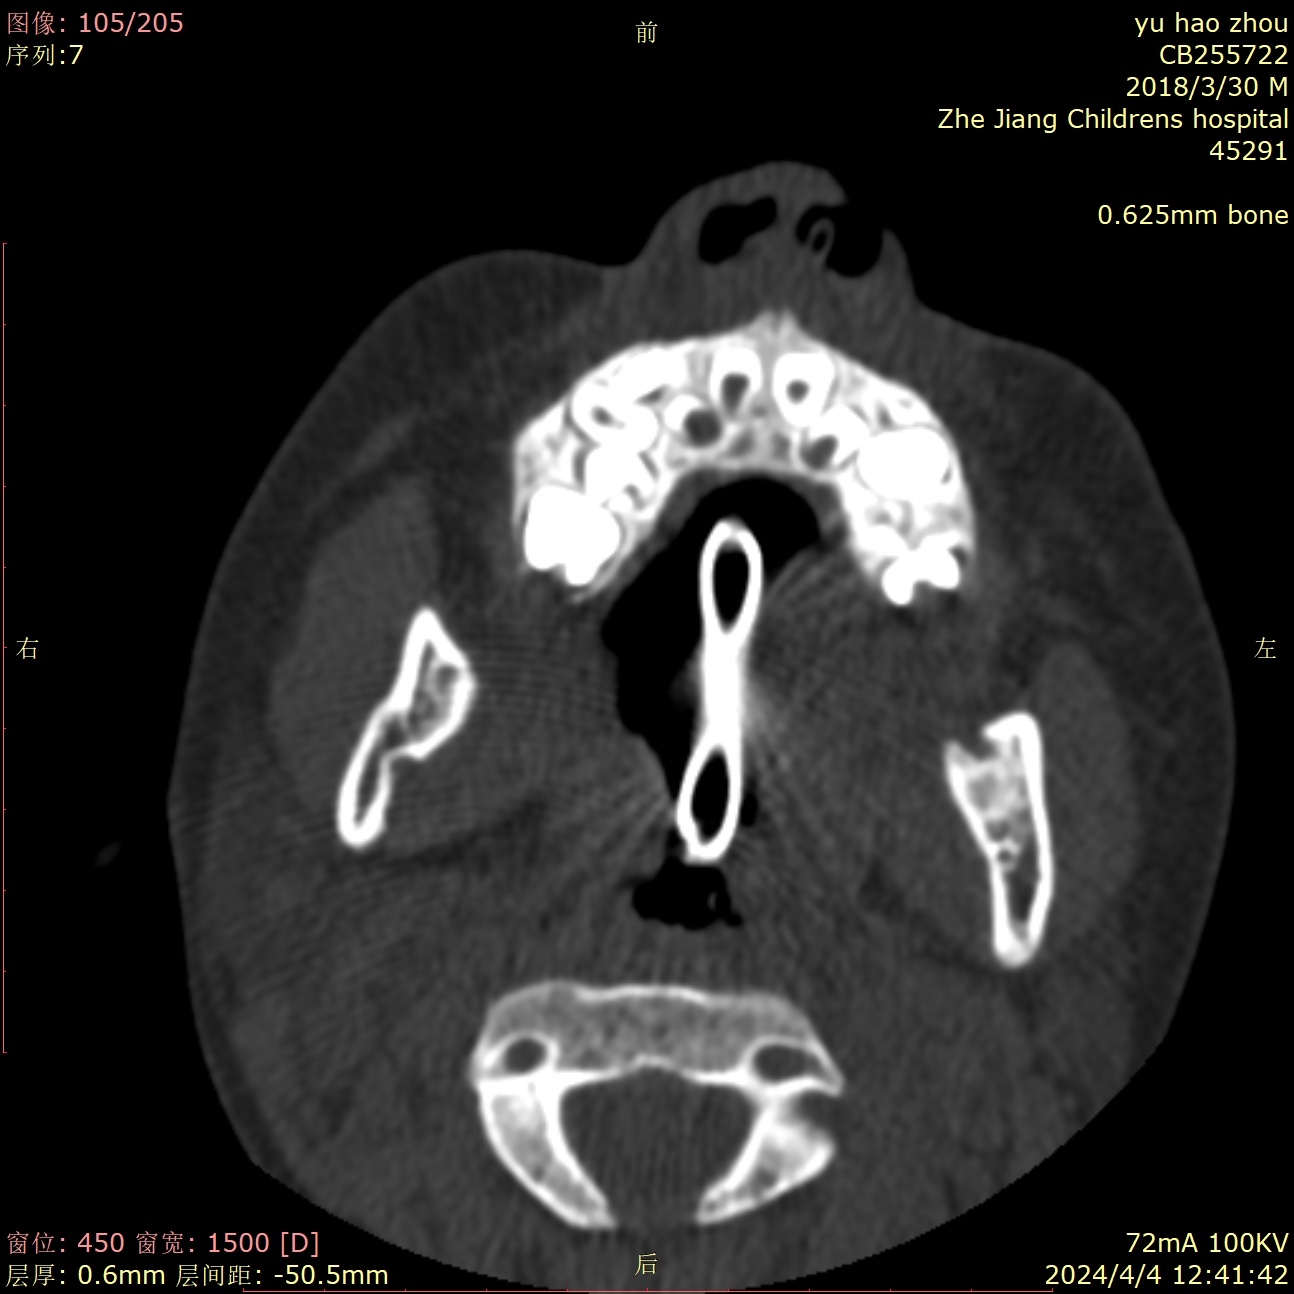 图像: 105/205
序列:7
前
yu hao zhou
CB255722
2018/3/30 M
Zhe Jiang Childrens hospital
45291
0.625mm bone
右
左
窗位: 450 窗宽: 1500 [D]
层厚: 0.6mm 层间距: -50.5mm
后
72mA 100KV
2024/4/4 12:41:42